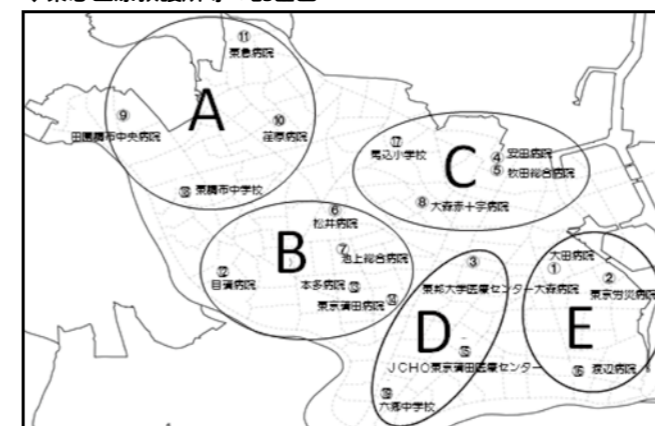 ⑪
東急病院
A
⑨
田園調布中央病院
⑩
荏原病院
⑱
東調布中学校
C
⑰
馬込小学校
④ 安田病院
⑤ 牧田総合病院
⑧ 大森赤十字病院
B
⑥
松井病院
⑦
池上総合病院
⑫
目蒲病院
本多病院 ⑬
東京蒲田病院 ⑭
D
③
東邦大学医療センター大森病院
⑮
JCHO東京蒲田医療センター
⑲
六郷中学校
E
大田病院
①
②
東京労災病院
⑯ 渡辺病院